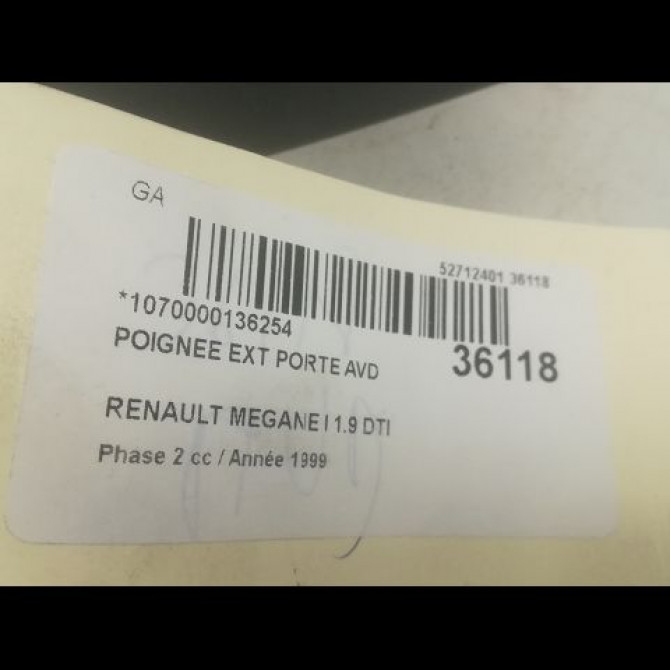 GA
52712401 36118
*1070000136254
36118
POIGNEE EXT PORTE AVD
RENAULT MEGANE I 1.9 DTI
Phase 2 cc / Année 1999